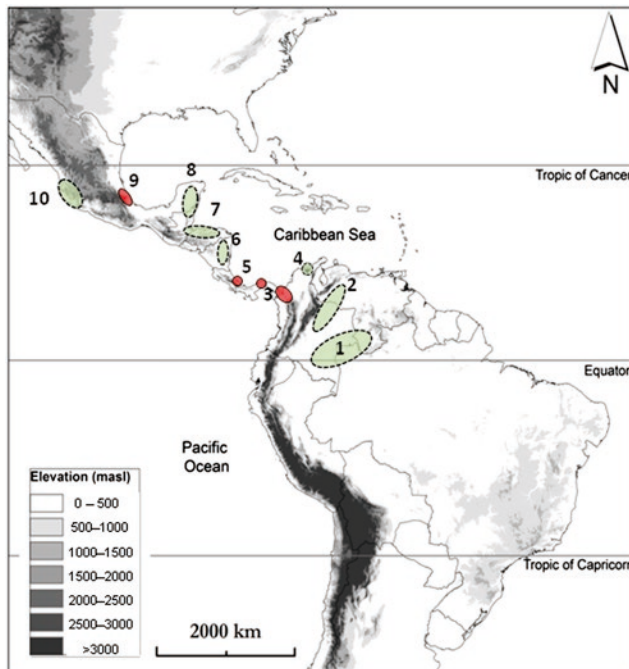 N
Tropic of Cancer
8
9
10
7
6
Caribbean Sea
5
4
2
3
1
Equator
Pacific
Ocean
Elevation (masl)
0 – 500
500–1000
1000–1500
1500–2000
2000–2500
2500–3000
>3000
Tropic of Capricorn
2000 km